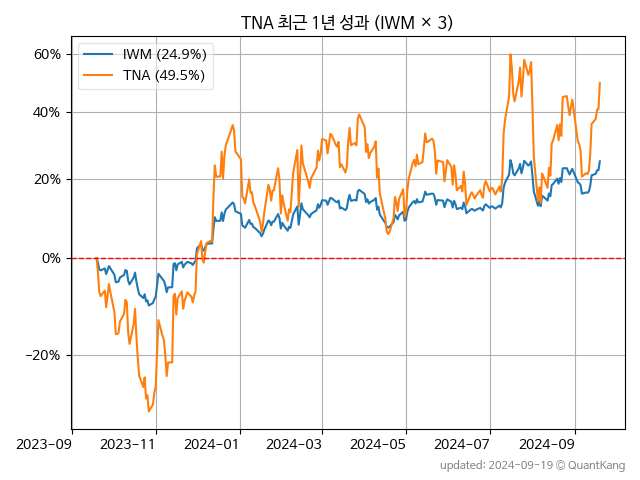 TNA 최근 1년 성과 (IWM × 3)
IWM (24.9%)
TNA (49.5%)
60%
40%
20%
0%
−20%
2023-09 2023-11 2024-01 2024-03 2024-05 2024-07 2024-09
updated: 2024-09-19 © QuantKang